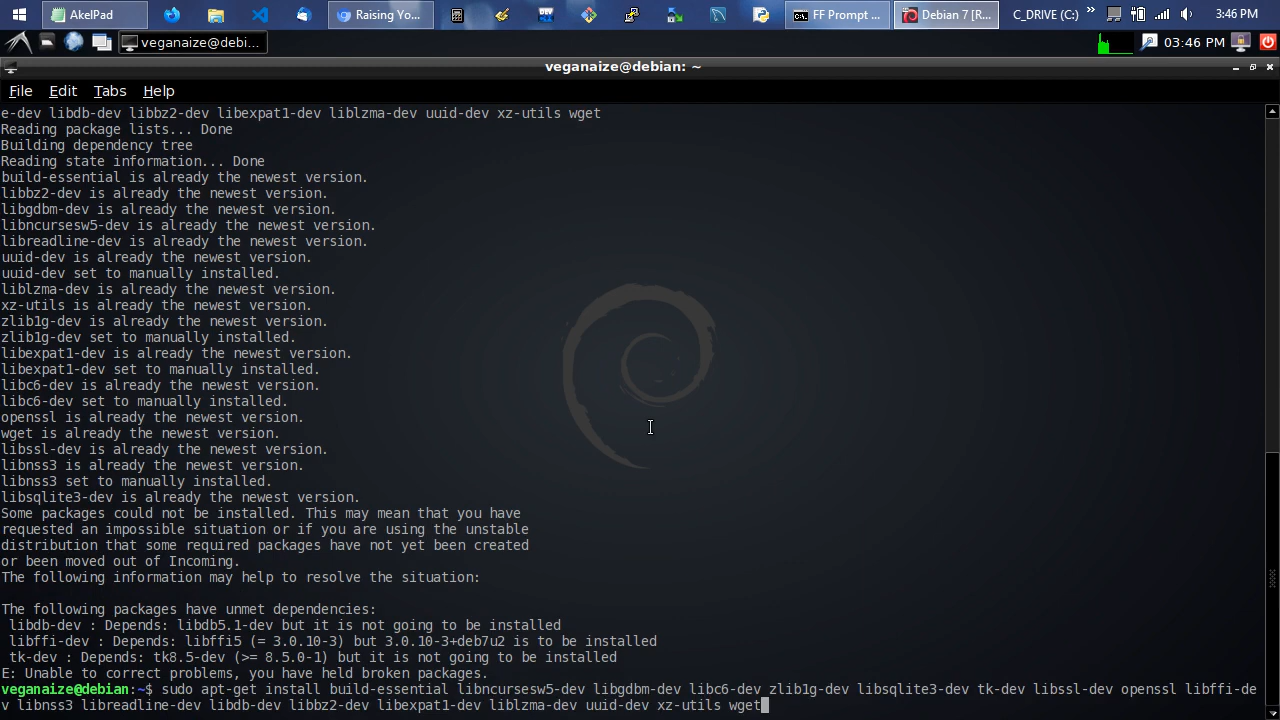 AkelPad
Raising Yo...
FF Prompt ...
Debian 7 [R...
C_DRIVE (C:)
3:46 PM
veganaize@debi...
03:46 PM
veganaize@debian: ~
File Edit Tabs Help
e-dev libdb-dev libbz2-dev libexpat1-dev liblzma-dev uuid-dev xz-utils wget
Reading package lists... Done
Building dependency tree
Reading state information... Done
build-essential is already the newest version.
libbz2-dev is already the newest version.
libgdbm-dev is already the newest version.
libncursesw5-dev is already the newest version.
libreadline-dev is already the newest version.
uuid-dev is already the newest version.
uuid-dev set to manually installed.
liblzma-dev is already the newest version.
xz-utils is already the newest version.
zlib1g-dev is already the newest version.
zlib1g-dev set to manually installed.
libexpat1-dev is already the newest version.
libexpat1-dev set to manually installed.
libc6-dev is already the newest version.
libc6-dev set to manually installed.
openssl is already the newest version.
wget is already the newest version.
libssl-dev is already the newest version.
libnss3 is already the newest version.
libnss3 set to manually installed.
libsqlite3-dev is already the newest version.
Some packages could not be installed. This may mean that you have
requested an impossible situation or if you are using the unstable
distribution that some required packages have not yet been created
or been moved out of Incoming.
The following information may help to resolve the situation:
The following packages have unmet dependencies:
libdb-dev : Depends: libdb5.1-dev but it is not going to be installed
libffi-dev : Depends: libffi5 (= 3.0.10-3) but 3.0.10-3+deb7u2 is to be installed
tk-dev : Depends: tk8.5-dev (>= 8.5.0-1) but it is not going to be installed
E: Unable to correct problems, you have held broken packages.
veganaize@debian:~$ sudo apt-get install build-essential libncursesw5-dev libgdbm-dev libc6-dev zlib1g-dev libsqlite3-dev tk-dev libssl-dev openssl libffi-de
v libnss3 libreadline-dev libdb-dev libbz2-dev libexpat1-dev liblzma-dev uuid-dev xz-utils wget